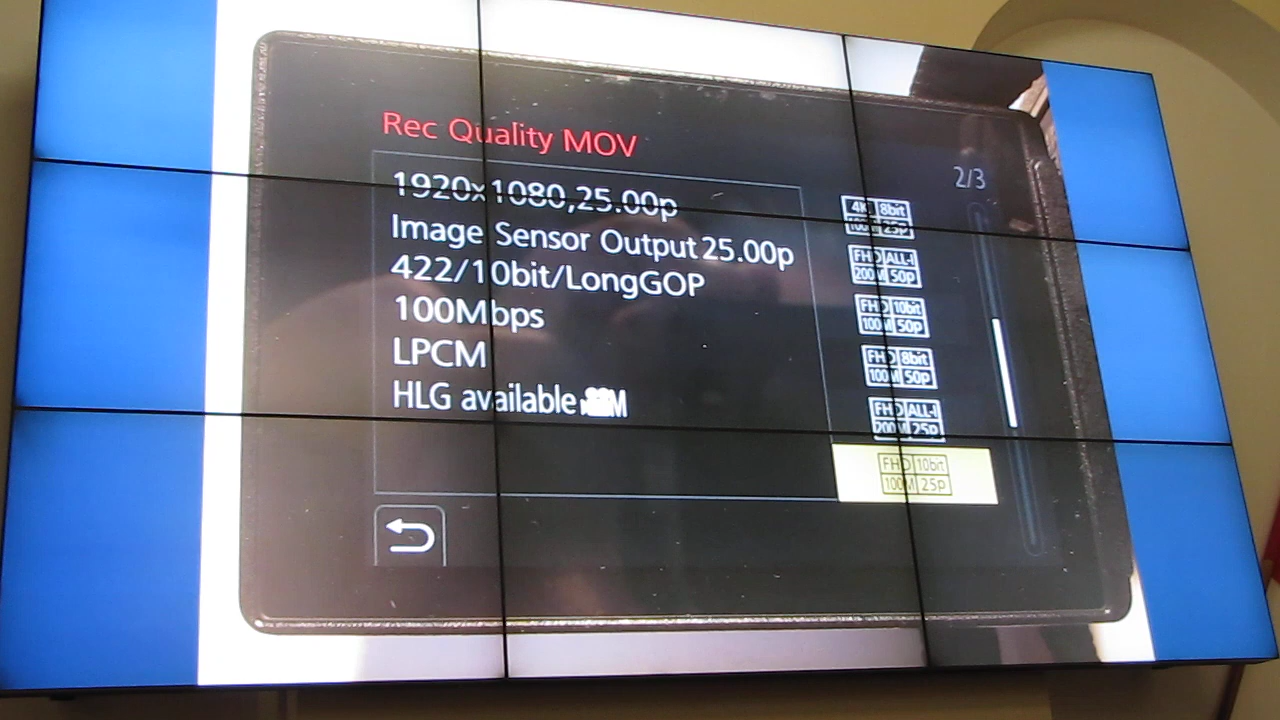 Rec Quality MOV
2/3
1920x1080,25.00p
Image Sensor Output 25.00p
422/10bit/LongGOP
100Mbps
LPCM
HLG available M
4K 8bit
100M 25p
FHD ALL-I
200M 50p
FHD 10bit
100M 50p
FHD 8bit
100M 50p
FHD ALL-I
200M 25p
FHD 10bit
100M 25p